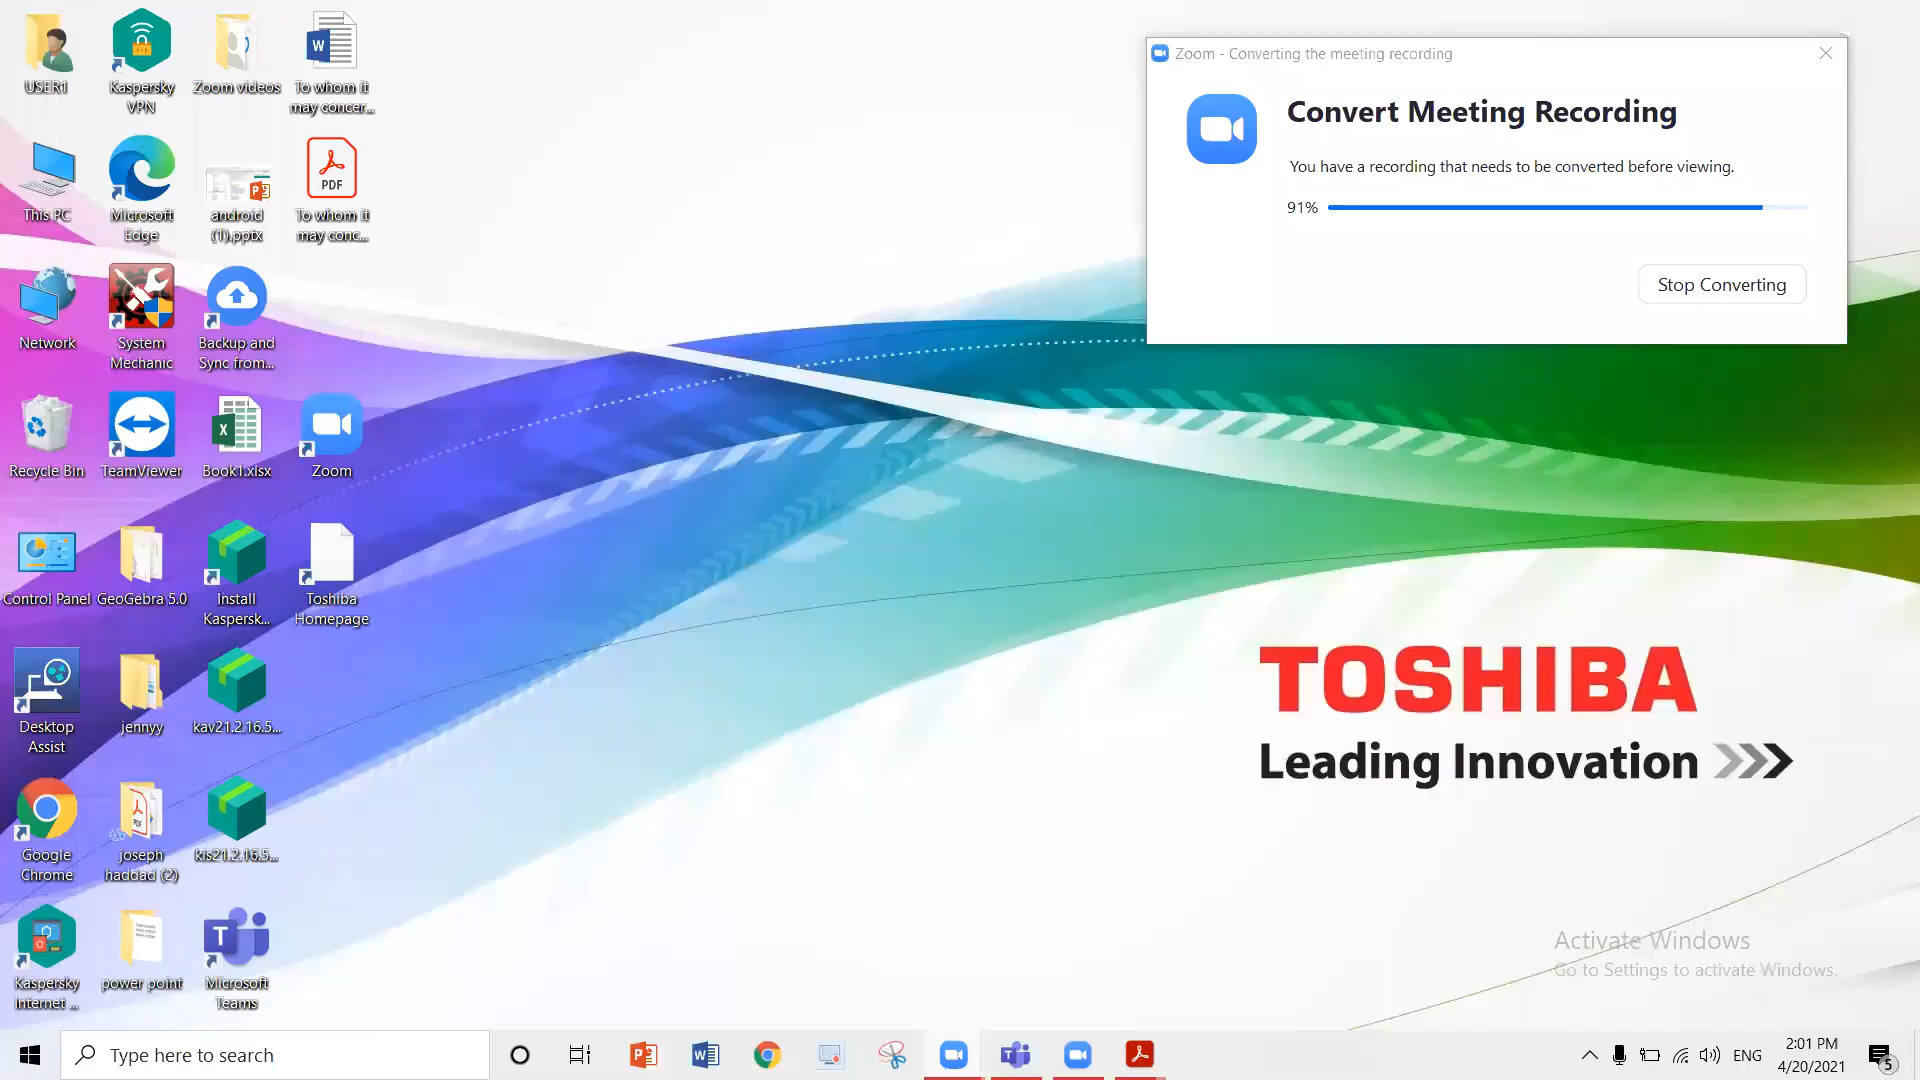 USER1
Kaspersky
VPN
Zoom videos
To whom it
may concer...
This PC
Microsoft
Edge
android
(1).pptx
PDF
To whom it
may conc...
Network
System
Mechanic
Backup and
Sync from...
Recycle Bin
TeamViewer
Book1.xlsx
Zoom
Control Panel
GeoGebra 5.0
Install
Kaspersk...
Toshiba
Homepage
Desktop
Assist
jennyy
kav21.2.16.5...
Google
Chrome
joseph
haddad (2)
kis21.2.16.5...
Kaspersky
Internet ...
power point
Microsoft
Teams
Zoom - Converting the meeting recording
Convert Meeting Recording
You have a recording that needs to be converted before viewing.
91%
Stop Converting
TOSHIBA
Leading Innovation
Activate Windows
Go to Settings to activate Windows.
Type here to search
ENG
2:01 PM
4/20/2021
5